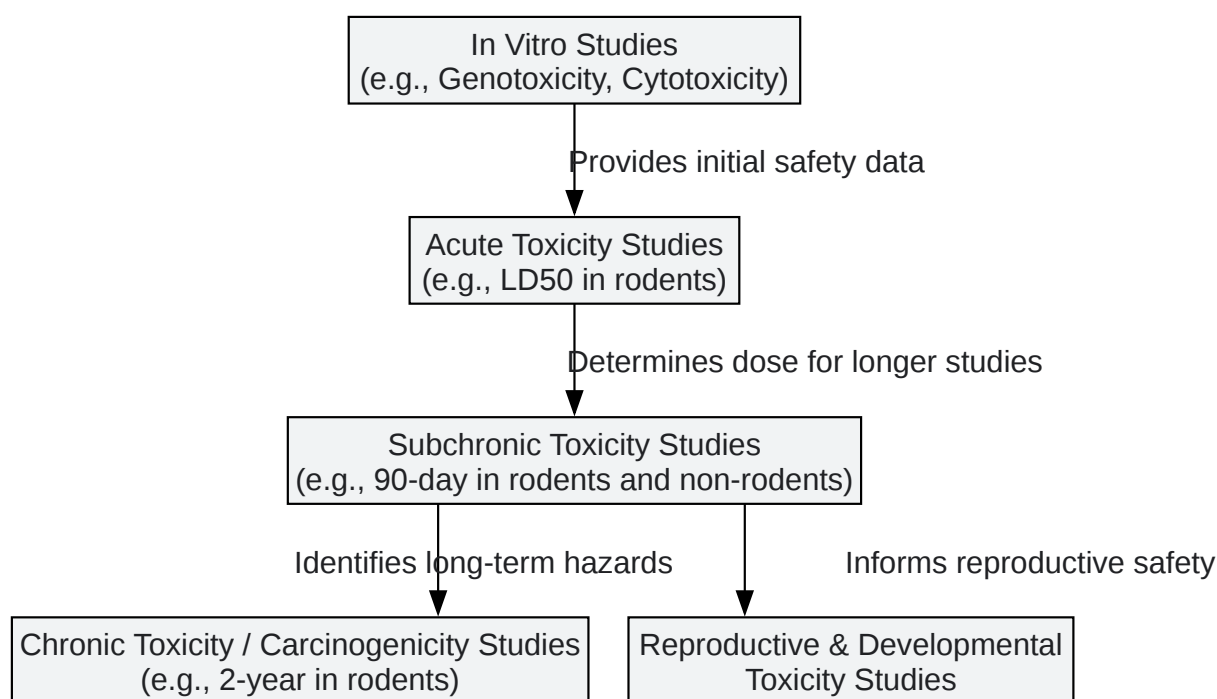 In Vitro Studies
(e.g., Genotoxicity, Cytotoxicity)
Provides initial safety data
Acute Toxicity Studies
(e.g., LD50 in rodents)
Determines dose for longer studies
Subchronic Toxicity Studies
(e.g., 90-day in rodents and non-rodents)
Identifies long-term hazards
Informs reproductive safety
Chronic Toxicity / Carcinogenicity Studies
(e.g., 2-year in rodents)
Reproductive & Developmental
Toxicity Studies